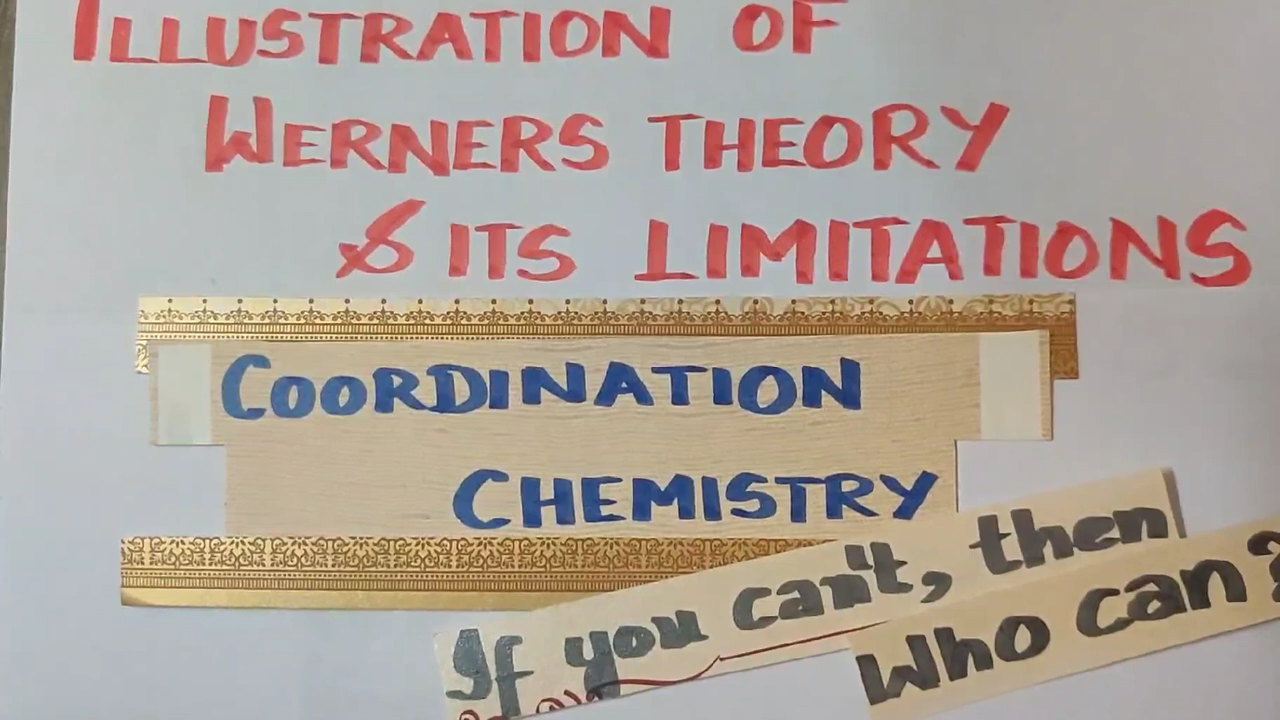 ILLUSTRATION OF
WERNERS THEORY
& ITS LIMITATIONS
COORDINATION
CHEMISTRY
If you can't, then
Who can?